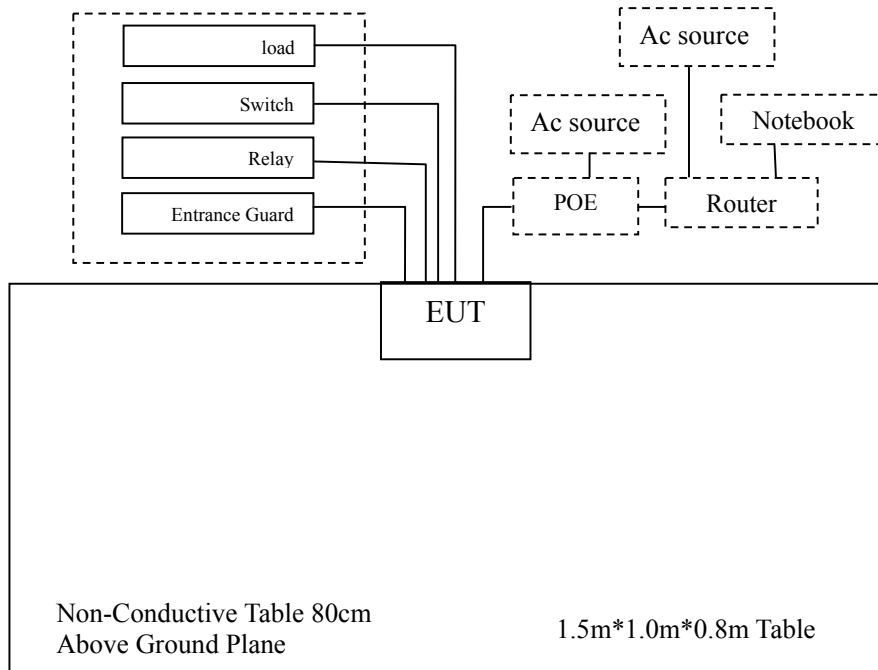 load
Switch
Relay
Entrance Guard
Ac source
Ac source
Notebook
POE
Router
EUT
Non-Conductive Table 80cm
Above Ground Plane
1.5m*1.0m*0.8m Table